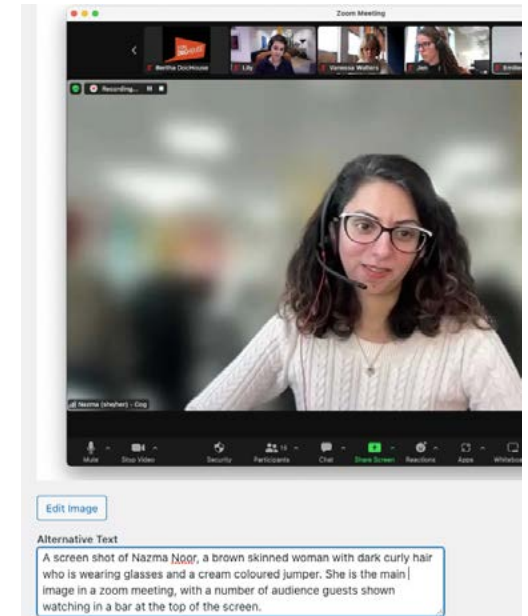 Zoom Meeting
Bertha DocHouse
Lily
Vanessa Wolters
Jen
Emilie
Recording...
Nazma (she/her) - Cog
Mute
Stop Video
Security
Participants
16
Chat
Share Screen
Reactions
Apps
Whiteboa
Edit Image
Alternative Text
A screen shot of Nazma Noor, a brown skinned woman with dark curly hair
who is wearing glasses and a cream coloured jumper. She is the main
image in a zoom meeting, with a number of audience guests shown
watching in a bar at the top of the screen.